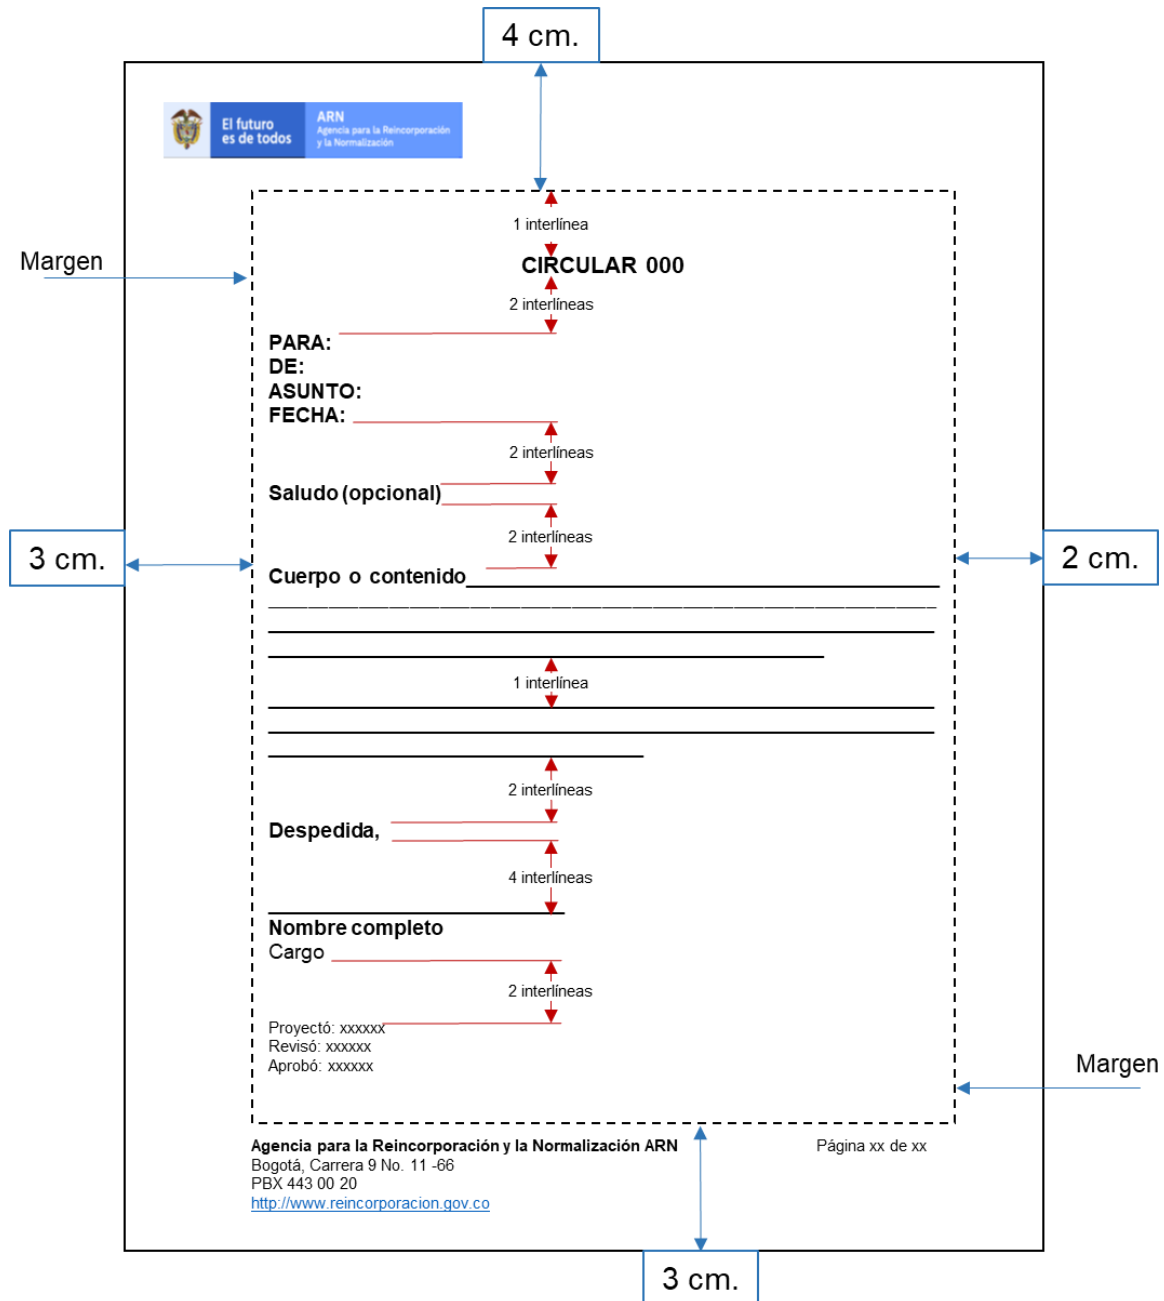 4 cm.
El futuro
es de todos
ARN
Agencia para la Reincorporación
y la Normalización
1 interlínea
Margen
CIRCULAR 000
2 interlíneas
PARA:
DE:
ASUNTO:
FECHA:
2 interlíneas
Saludo (opcional)
2 interlíneas
3 cm.
2 cm.
Cuerpo o contenido
1 interlínea
2 interlíneas
Despedida,
4 interlíneas
Nombre completo
Cargo
2 interlíneas
Proyectó: xxxxxx
Revisó: xxxxxx
Aprobó: xxxxxx
Margen
Agencia para la Reincorporación y la Normalización ARN Página xx de xx
Bogotá, Carrera 9 No. 11 -66
PBX 443 00 20
http://www.reincorporacion.gov.co
3 cm.